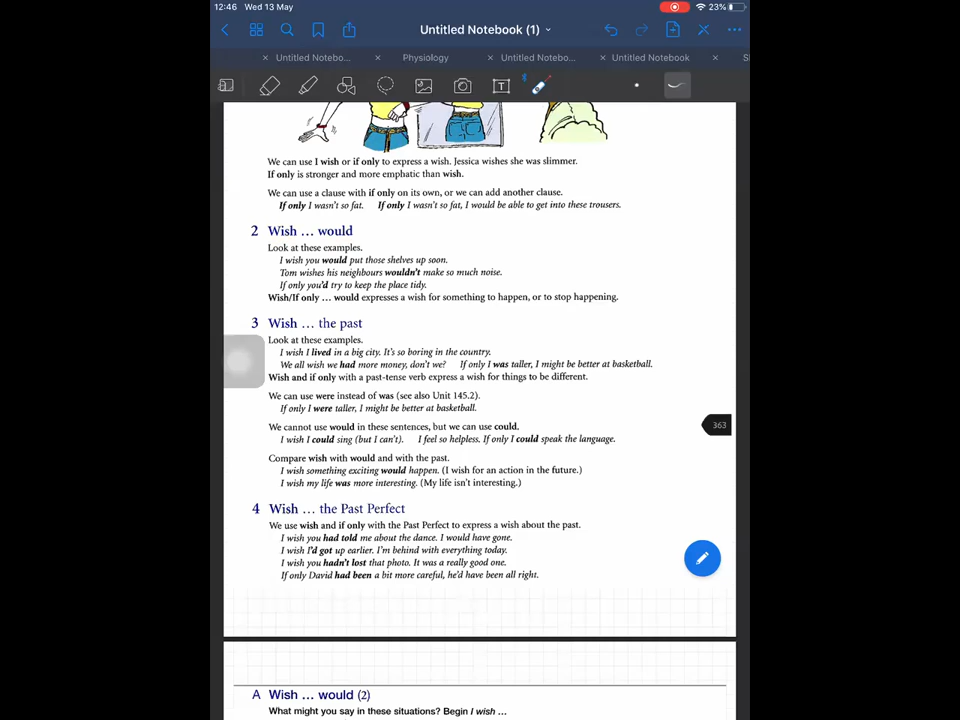 12:46 Wed 13 May
23%
Untitled Notebook (1)
Untitled Notebo...
Physiology
Untitled Notebo...
Untitled Notebook
S
We can use I wish or if only to express a wish. Jessica wishes she was slimmer.
If only is stronger and more emphatic than wish.
We can use a clause with if only on its own, or we can add another clause.
If only I wasn't so fat. If only I wasn't so fat, I would be able to get into these trousers.
2 Wish ... would
Look at these examples.
I wish you would put those shelves up soon.
Tom wishes his neighbours wouldn't make so much noise.
If only you'd try to keep the place tidy.
Wish/If only ... would expresses a wish for something to happen, or to stop happening.
3 Wish ... the past
Look at these examples.
I wish I lived in a big city. It's so boring in the country.
We all wish we had more money, don't we? If only I was taller, I might be better at basketball.
Wish and if only with a past-tense verb express a wish for things to be different.
We can use were instead of was (see also Unit 145.2).
If only I were taller, I might be better at basketball.
We cannot use would in these sentences, but we can use could.
I wish I could sing (but I can't). I feel so helpless. If only I could speak the language.
363
Compare wish with would and with the past.
I wish something exciting would happen. (I wish for an action in the future.)
I wish my life was more interesting. (My life isn't interesting.)
4 Wish ... the Past Perfect
We use wish and if only with the Past Perfect to express a wish about the past.
I wish you had told me about the dance. I would have gone.
I wish I'd got up earlier. I'm behind with everything today.
I wish you hadn't lost that photo. It was a really good one.
If only David had been a bit more careful, he'd have been all right.
A Wish ... would (2)
What might you say in these situations? Begin I wish ...